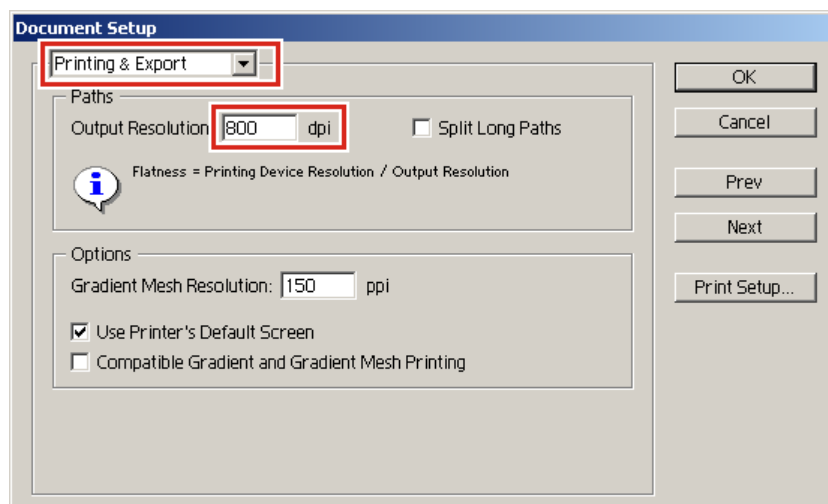 Document Setup
Printing & Export
OK
Paths
Output Resolution 800 dpi Split Long Paths
Cancel
Flatness = Printing Device Resolution / Output Resolution
Prev
Next
Options
Gradient Mesh Resolution: 150 ppi
Print Setup...
Use Printer's Default Screen
Compatible Gradient and Gradient Mesh Printing